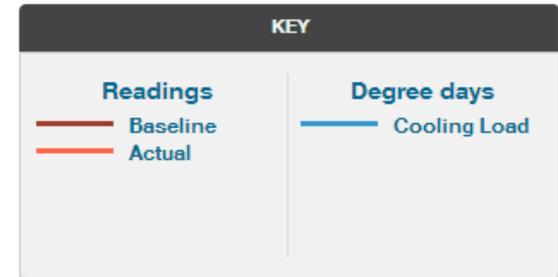 KEY
Readings
Baseline
Actual
Degree days
Cooling Load